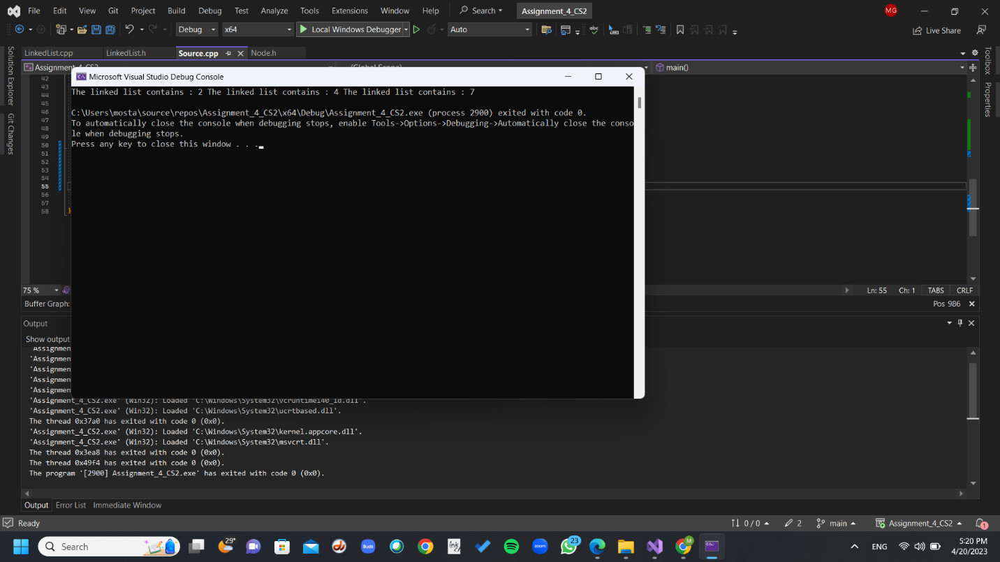 File Edit View Git Project Build Debug Test Analyze Tools Extensions Window Help Search Assignment_4_CS2 MG
Debug x64 Local Windows Debugger Auto Live Share
LinkedList.cpp LinkedList.h Source.cpp Node.h
Solution Explorer
Git Changes
Toolbox
Properties
main()
Microsoft Visual Studio Debug Console
The linked list contains : 2 The linked list contains : 4 The linked list contains : 7
C:\Users\mosta\source\repos\Assignment_4_CS2\x64\Debug\Assignment_4_CS2.exe (process 2900) exited with code 0.
To automatically close the console when debugging stops, enable Tools->Options->Debugging->Automatically close the conso
le when debugging stops.
Press any key to close this window . . .
42
43
44
45
46
47
48
49
50
51
52
53
54
55
56
57
58 }
75 % Ln: 55 Ch: 1 TABS CRLF
Buffer Graph: Pos 986
Output
Show output
'Assignmen
'Assignmen
'Assignmen
'Assignmen
'Assignmen
'Assignment_4_CS2.exe' (Win32): Loaded 'C:\Windows\System32\vcruntime140_1d.dll'.
'Assignment_4_CS2.exe' (Win32): Loaded 'C:\Windows\System32\ucrtbased.dll'.
The thread 0x37a0 has exited with code 0 (0x0).
'Assignment_4_CS2.exe' (Win32): Loaded 'C:\Windows\System32\kernel.appcore.dll'.
'Assignment_4_CS2.exe' (Win32): Loaded 'C:\Windows\System32\msvcrt.dll'.
The thread 0x3ea8 has exited with code 0 (0x0).
The thread 0x49f4 has exited with code 0 (0x0).
The program '[2900] Assignment_4_CS2.exe' has exited with code 0 (0x0).
Output Error List Immediate Window
Ready 0 / 0 2 main Assignment_4_CS2 1
Search 29° Buds ink zoom 23 M ENG 5:20 PM
4/20/2023